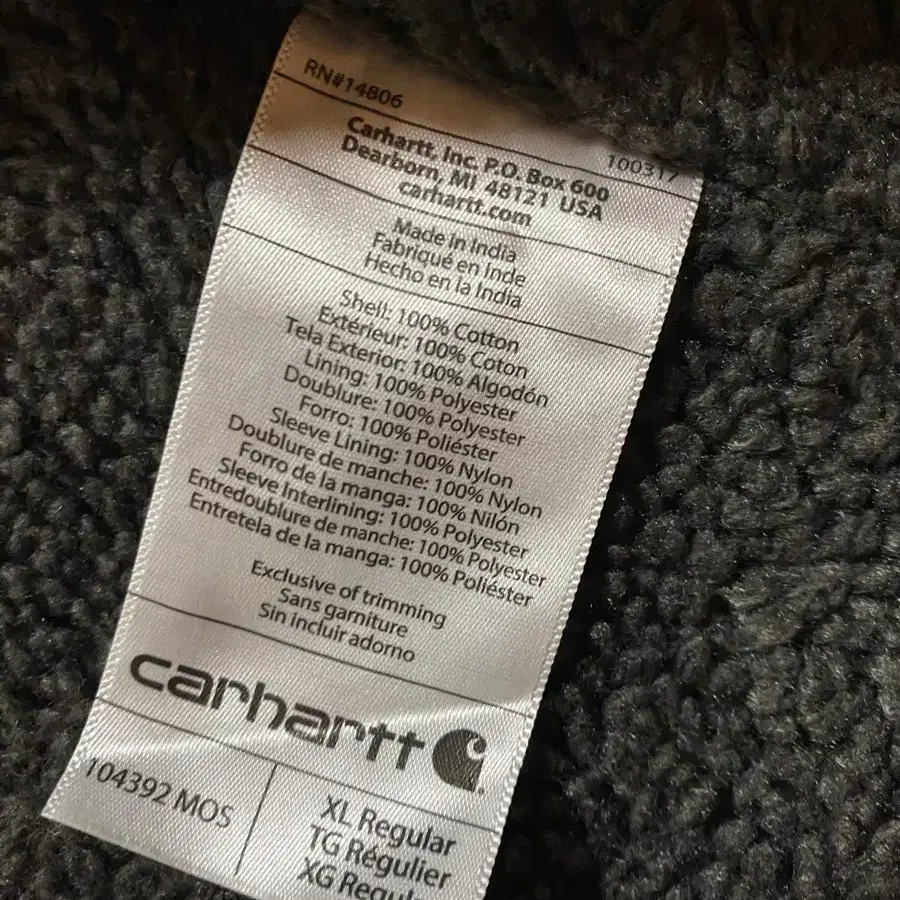 RN#14806
100317
Carhartt, Inc. P.O. Box 600
Dearborn, MI 48121 USA
carhartt.com
Made in India
Fabriqué en Inde
Hecho en la India
Shell: 100% Cotton
Extérieur: 100% Coton
Tela Exterior: 100% Algodón
Lining: 100% Polyester
Doublure: 100% Polyester
Forro: 100% Poliéster
Sleeve Lining: 100% Nylon
Doublure de manche: 100% Nylon
Forro de la manga: 100% Nilón
Sleeve Interlining: 100% Polyester
Entredoublure de manche: 100% Polyester
Entretela de la manga: 100% Poliéster
Exclusive of trimming
Sans garniture
Sin incluir adorno
carhartt
104392 MOS
XL Regular
TG Régulier
XG